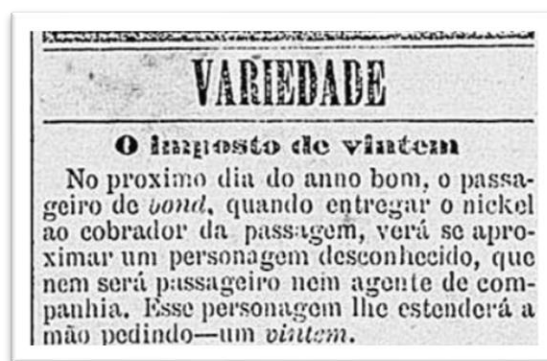 VARIEDADE
O imposto de vintem
No proximo dia do anno bom, o passa-
geiro de bond, quando entregar o nickel
ao cobrador da passagem, verá se apro-
ximar um personagem desconhecido, que
nem será passageiro nem agente de com-
panhia. Esse personagem lhe estenderá a
mão pedindo—um vintem.